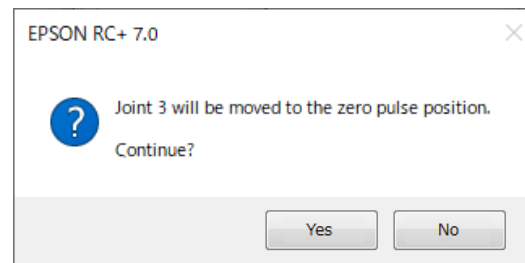 EPSON RC+ 7.0
Joint 3 will be moved to the zero pulse position.
Continue?
Yes
No